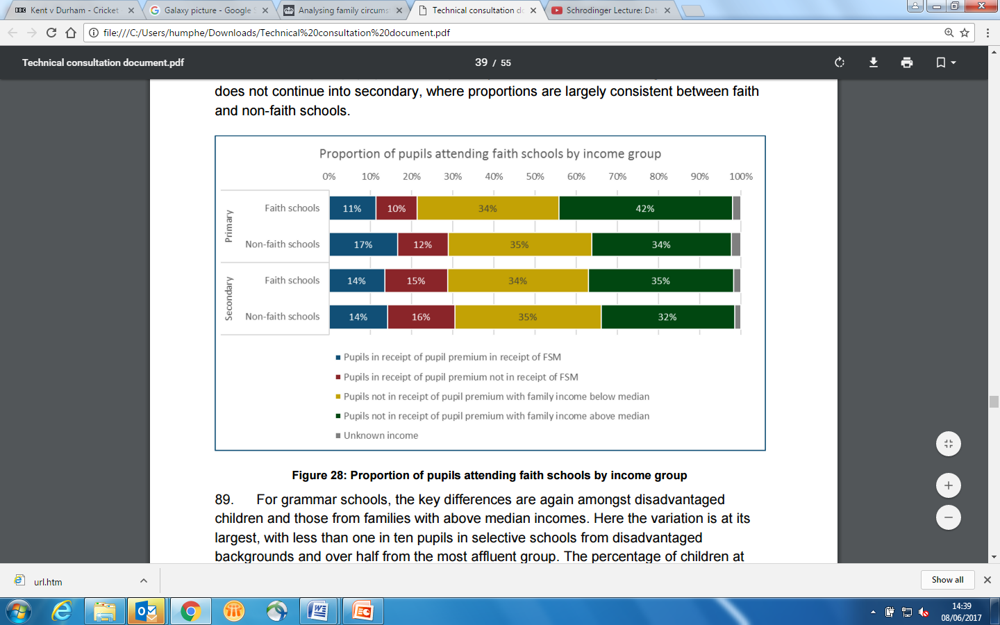 Kent v Durham - Cricket
Galaxy picture - Google S
Analysing family circums
Technical consultation do
Schrodinger Lecture: Dat
file:///C:/Users/humphe/Downloads/Technical%20consultation%20document.pdf
Technical consultation document.pdf
39 / 55
does not continue into secondary, where proportions are largely consistent between faith
and non-faith schools.
Proportion of pupils attending faith schools by income group
0% 10% 20% 30% 40% 50% 60% 70% 80% 90% 100%
Primary
Faith schools 11% 10% 34% 42%
Non-faith schools 17% 12% 35% 34%
Secondary
Faith schools 14% 15% 34% 35%
Non-faith schools 14% 16% 35% 32%
Pupils in receipt of pupil premium in receipt of FSM
Pupils in receipt of pupil premium not in receipt of FSM
Pupils not in receipt of pupil premium with family income below median
Pupils not in receipt of pupil premium with family income above median
Unknown income
Figure 28: Proportion of pupils attending faith schools by income group
89. For grammar schools, the key differences are again amongst disadvantaged
children and those from families with above median incomes. Here the variation is at its
largest, with less than one in ten pupils in selective schools from disadvantaged
backgrounds and over half from the most affluent group. The percentage of children at
url.htm
Show all
14:39
08/06/2017